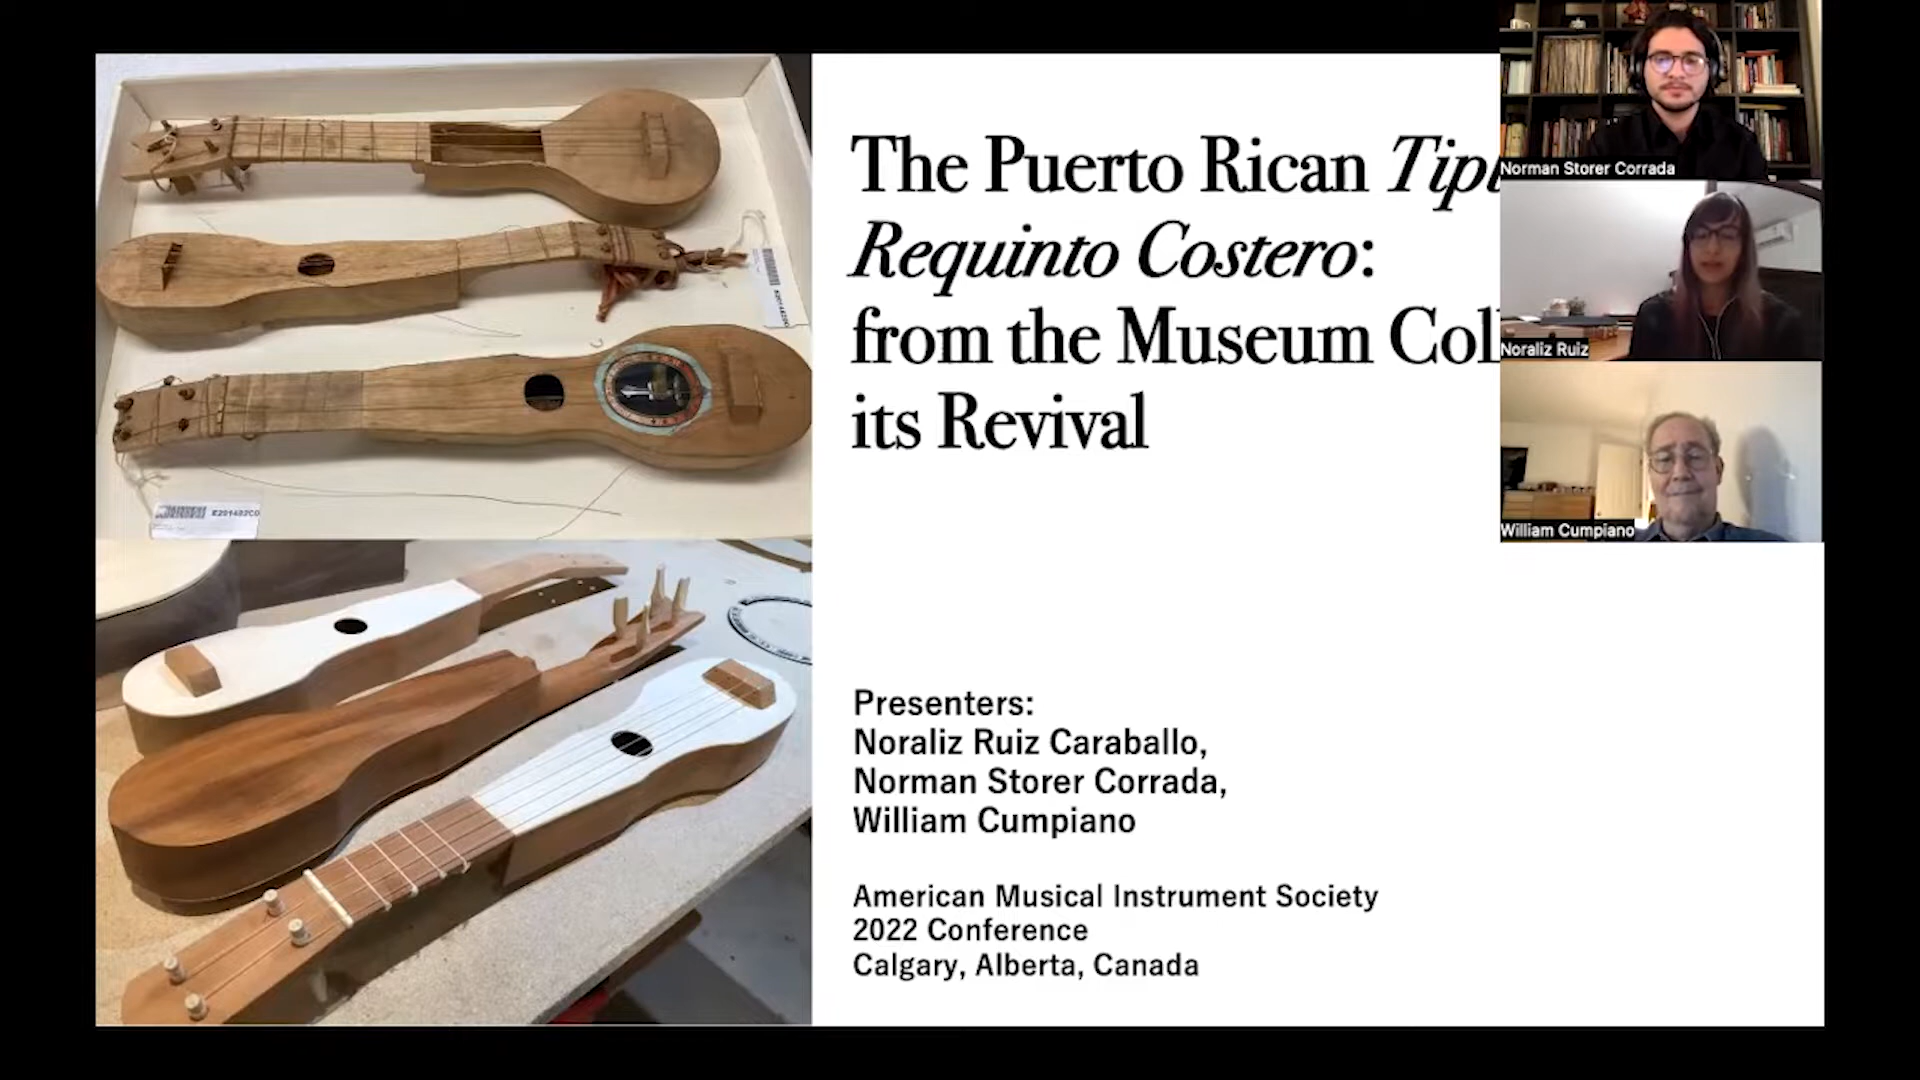 The Puerto Rican
Requinto Costero:
from the Museum
its Revival
Presenters:
Noraliz Ruiz Caraballo,
Norman Storer Corrada,
William Cumpiano
American Musical Instrument Society
2022 Conference
Calgary, Alberta, Canada
Norman Storer Corrada
Noraliz Ruiz
William Cumpiano